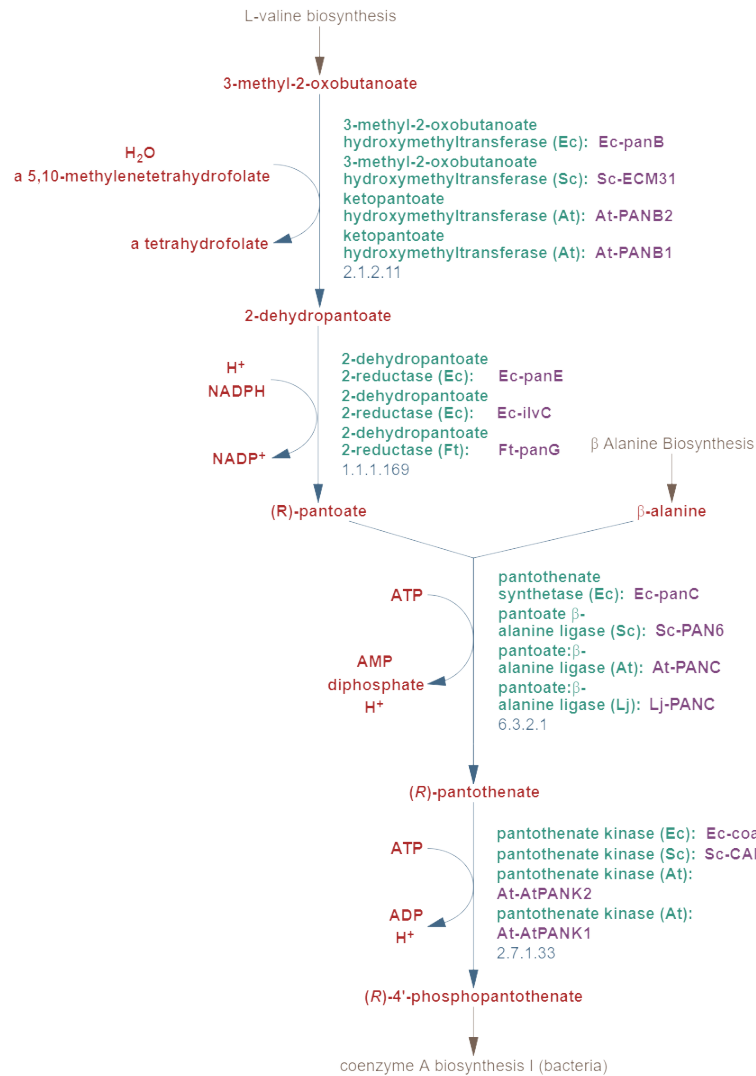 L-valine biosynthesis
3-methyl-2-oxobutanoate
3-methyl-2-oxobutanoate
hydroxymethyltransferase (Ec): Ec-panB
3-methyl-2-oxobutanoate
hydroxymethyltransferase (Sc): Sc-ECM31
ketopantoate
hydroxymethyltransferase (At): At-PANB2
ketopantoate
hydroxymethyltransferase (At): At-PANB1
2.1.2.11
H₂O
a 5,10-methylenetetrahydrofolate
a tetrahydrofolate
2-dehydropantoate
2-dehydropantoate
2-reductase (Ec): Ec-panE
2-dehydropantoate
2-reductase (Ec): Ec-ilvC
2-dehydropantoate
2-reductase (Ft): Ft-panG
1.1.1.169
H⁺
NADPH
NADP⁺
β Alanine Biosynthesis
(R)-pantoate
β-alanine
pantothenate
synthetase (Ec): Ec-panC
pantoate β-
alanine ligase (Sc): Sc-PAN6
pantoate:β-
alanine ligase (At): At-PANC
pantoate:β-
alanine ligase (Lj): Lj-PANC
6.3.2.1
ATP
AMP
diphosphate
H⁺
(R)-pantothenate
pantothenate kinase (Ec): Ec-coa
pantothenate kinase (Sc):
pantothenate kinase (At):
At-AtPANK2
pantothenate kinase (At):
At-AtPANK1
2.7.1.33
ATP
ADP
H⁺
(R)-4'-phosphopantothenate
coenzyme A biosynthesis I (bacteria)